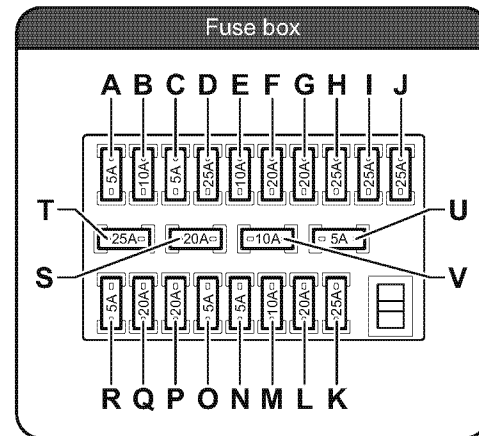 Fuse box
A B C D E F G H I J
5A 10A 5A 25A 10A 20A 20A 25A 25A 25A
T U
25A 20A 10A 5A
S V
5A 20A 20A 5A 5A 10A 20A 25A
R Q P O N M L K